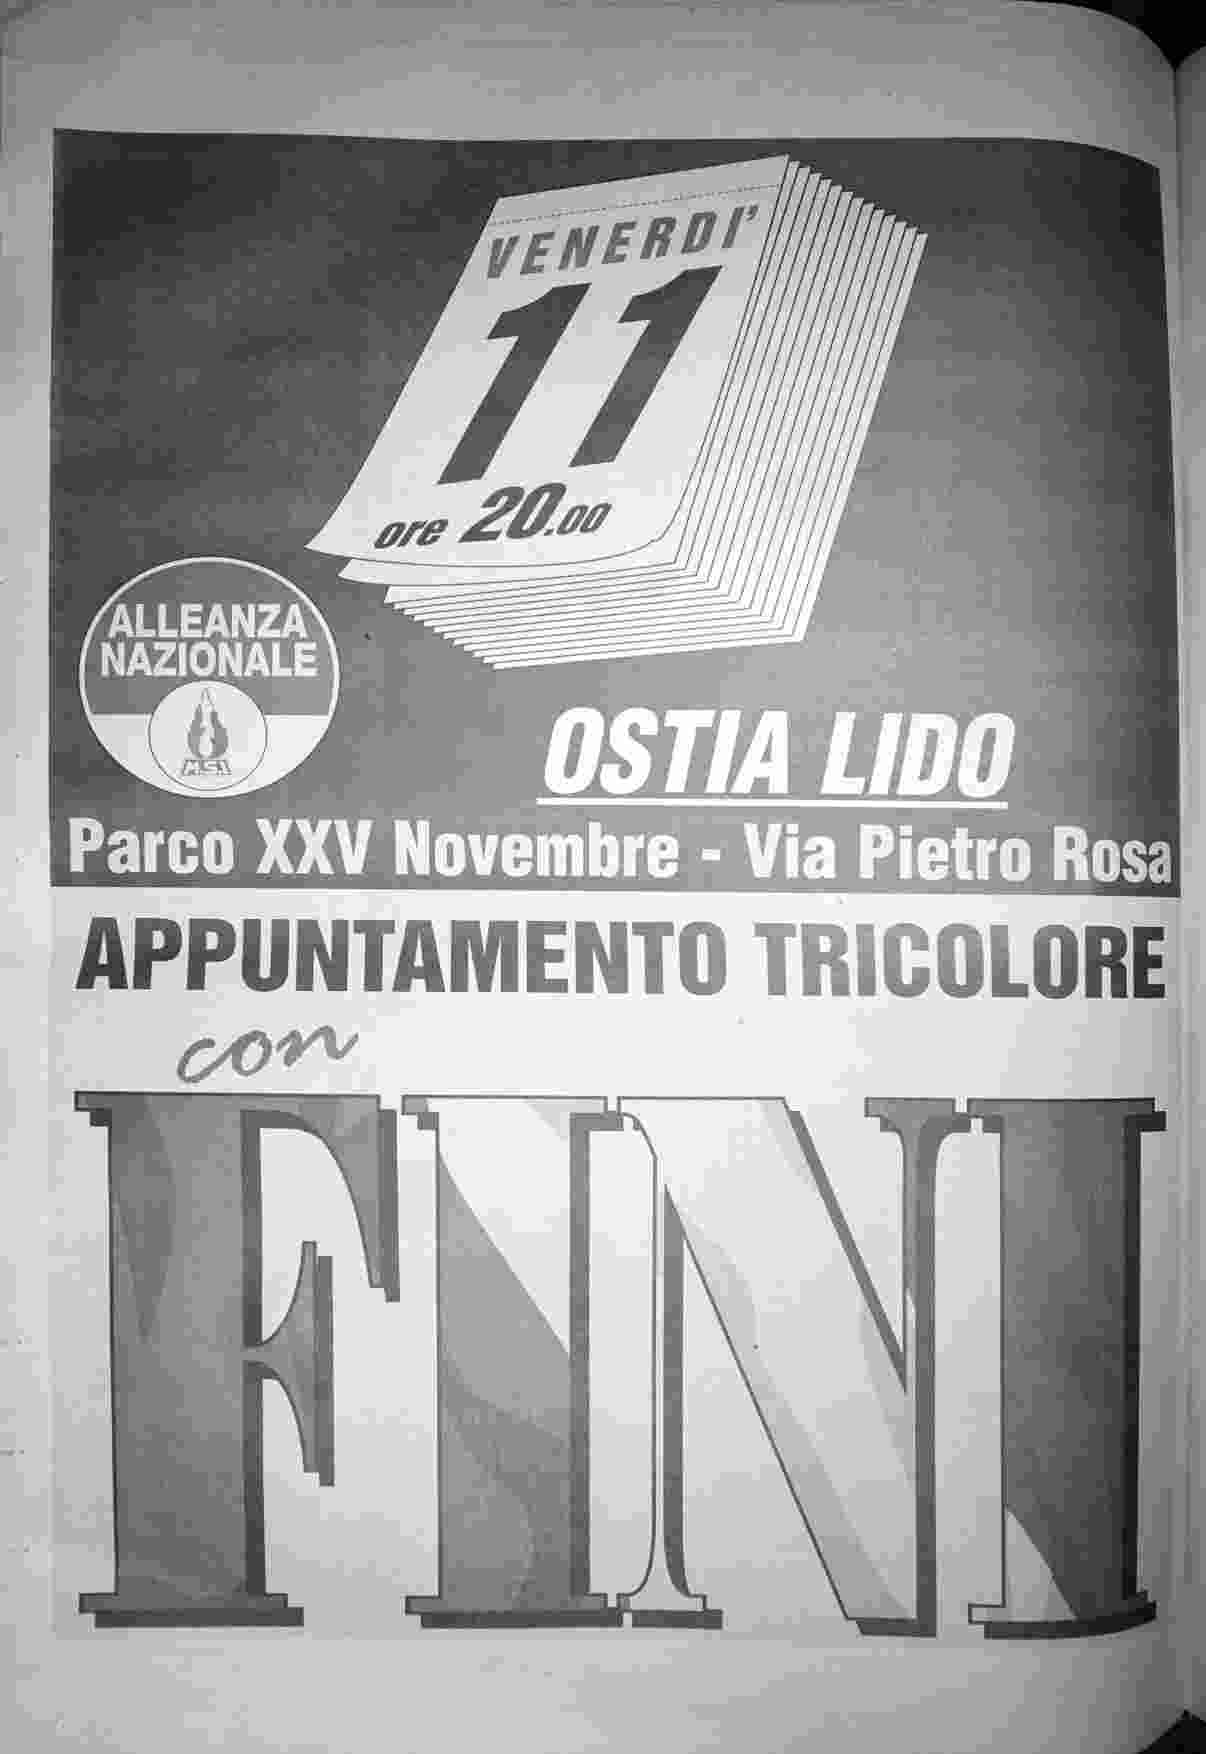 VENERDI'
11
ore 20.00
ALLEANZA
NAZIONALE
M.S.I.
OSTIA LIDO
Parco XXV Novembre - Via Pietro Rosa
APPUNTAMENTO TRICOLORE
con
FINI